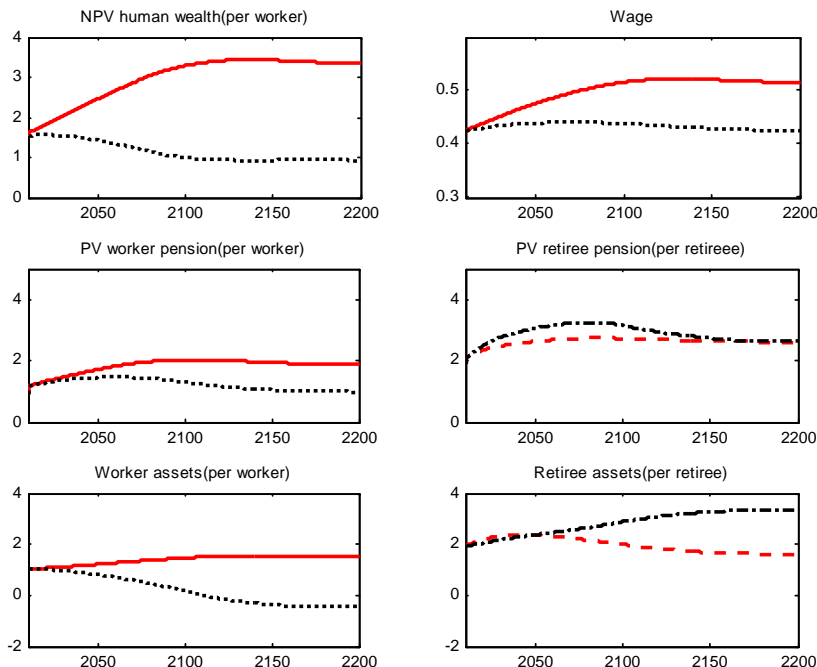 NPV human wealth(per worker)
4
3
2
1
0
2050 2100 2150 2200
Wage
0.5
0.4
0.3
2050 2100 2150 2200
PV worker pension(per worker)
4
2
0
2050 2100 2150 2200
PV retiree pension(per retireee)
4
2
0
2050 2100 2150 2200
Worker assets(per worker)
4
2
0
-2
2050 2100 2150 2200
Retiree assets(per retiree)
4
2
0
-2
2050 2100 2150 2200